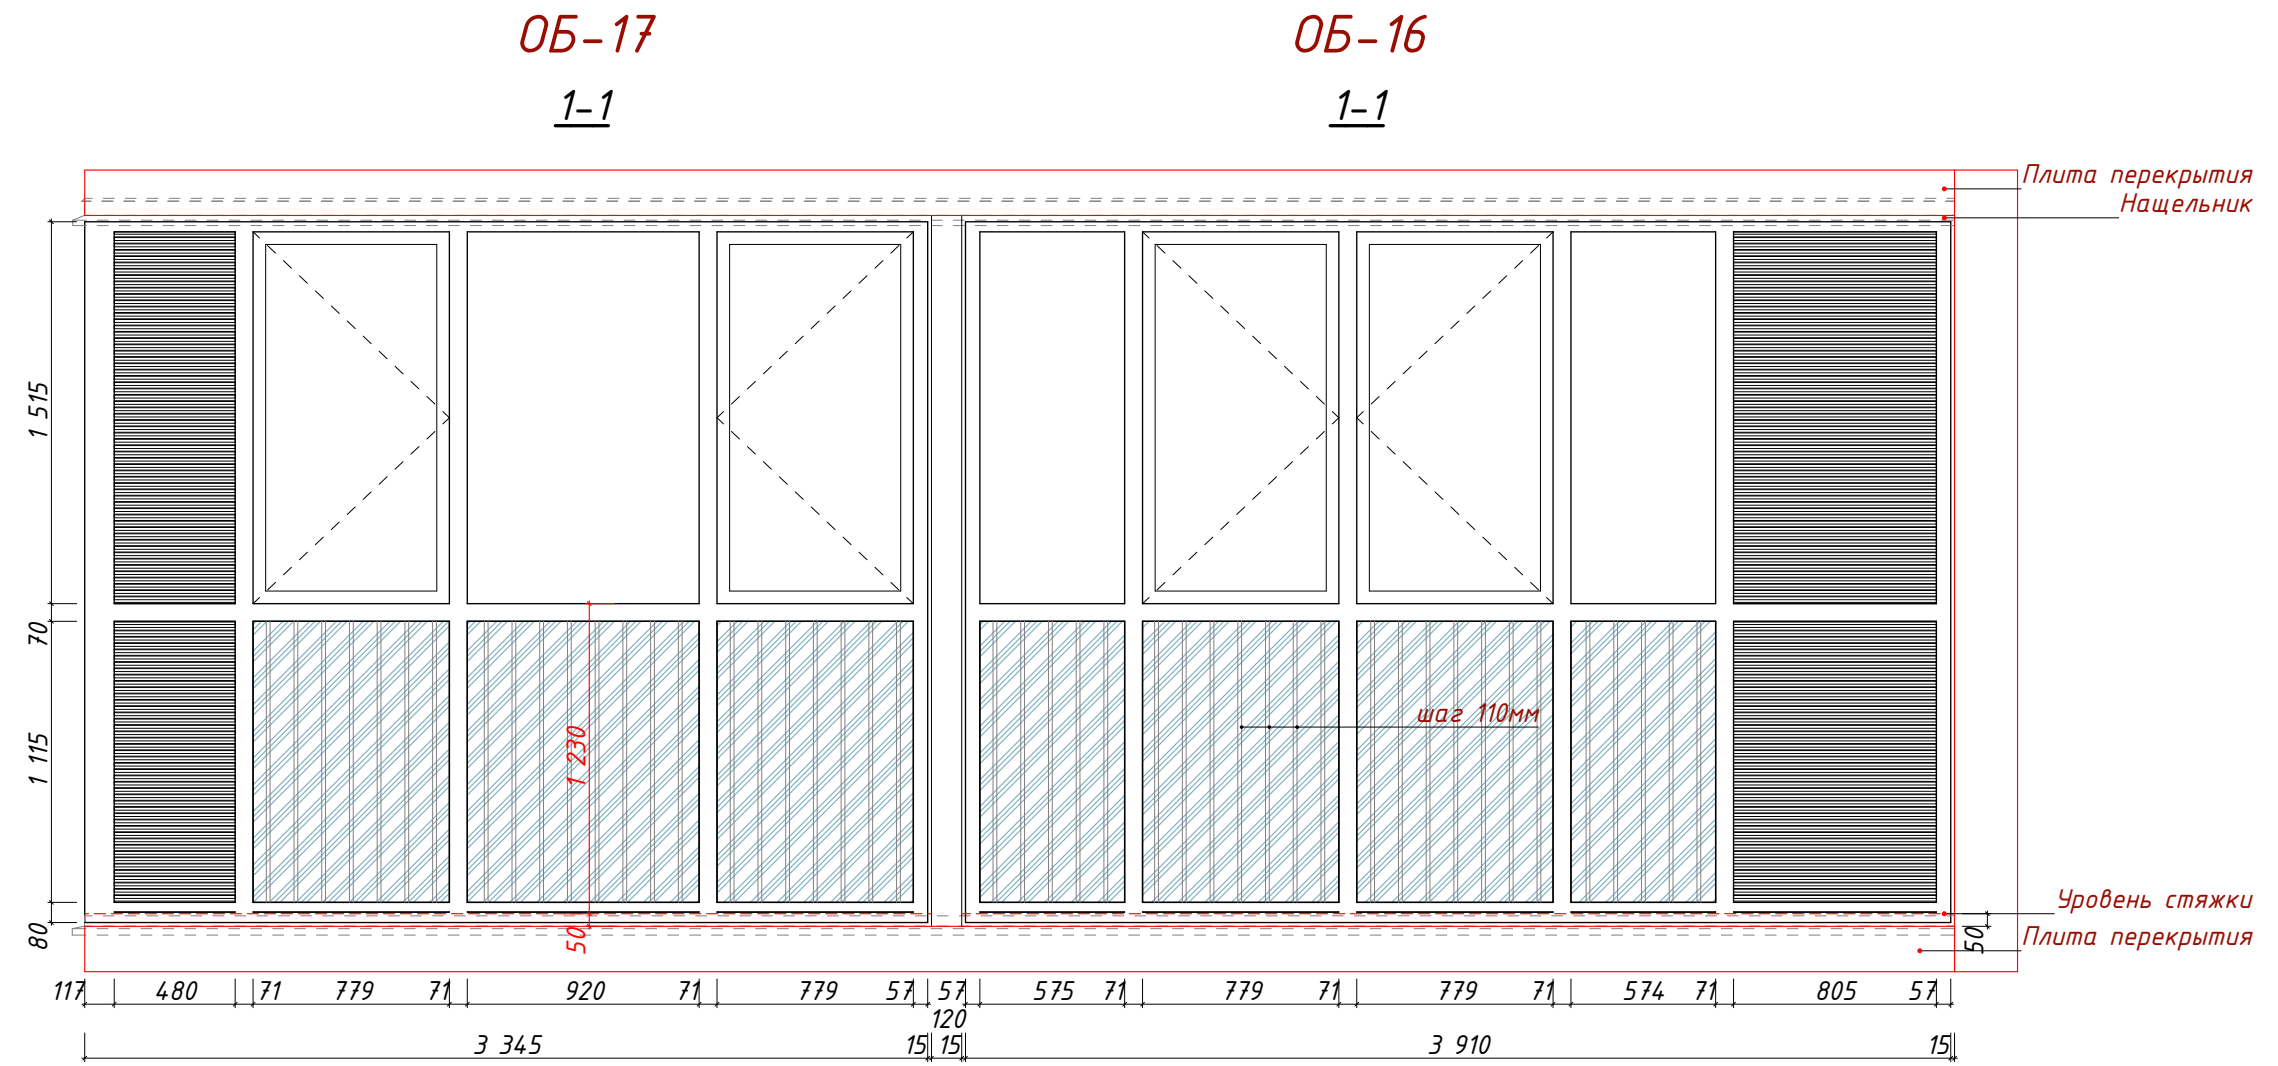 ОБ-17
ОБ-16
1-1
1-1
Плита перекрытия
Нащельник
1 515
70
1 115
80
1 230
50
шаг 110мм
Уровень стяжки
50
Плита перекрытия
117 480 71 779 71 920 71 779 57 57 575 71 779 71 779 71 574 71 805 57
120
3 345 15 15 3 910 15